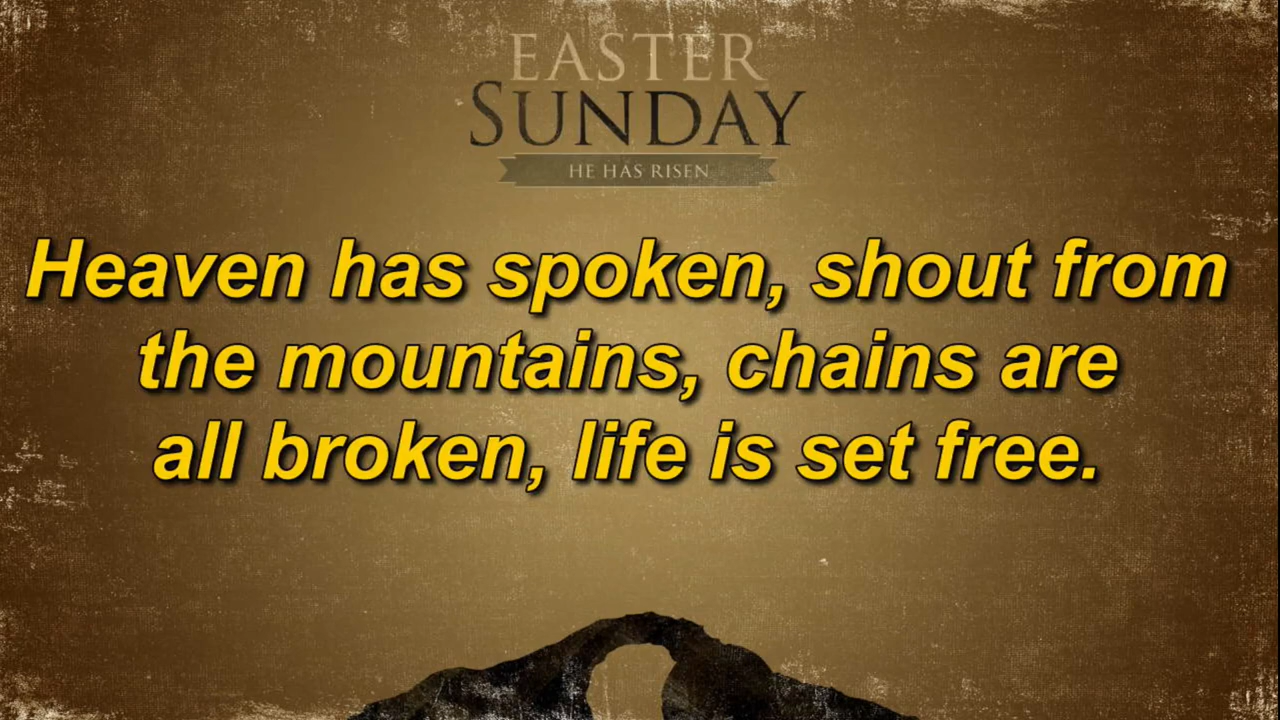 EASTER
SUNDAY
HE HAS RISEN
Heaven has spoken, shout from
the mountains, chains are
all broken, life is set free.